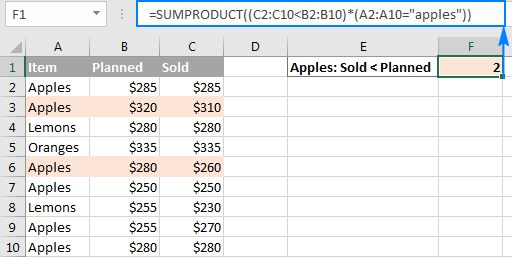 F1 =SUMPRODUCT((C2:C10<B2:B10)*(A2:A10="apples"))
A B C D E F
1 Item Planned Sold Apples: Sold < Planned 2
2 Apples $285 $285
3 Apples $320 $310
4 Lemons $280 $280
5 Oranges $335 $335
6 Apples $280 $260
7 Apples $250 $250
8 Lemons $255 $230
9 Apples $255 $270
10 Apples $280 $280